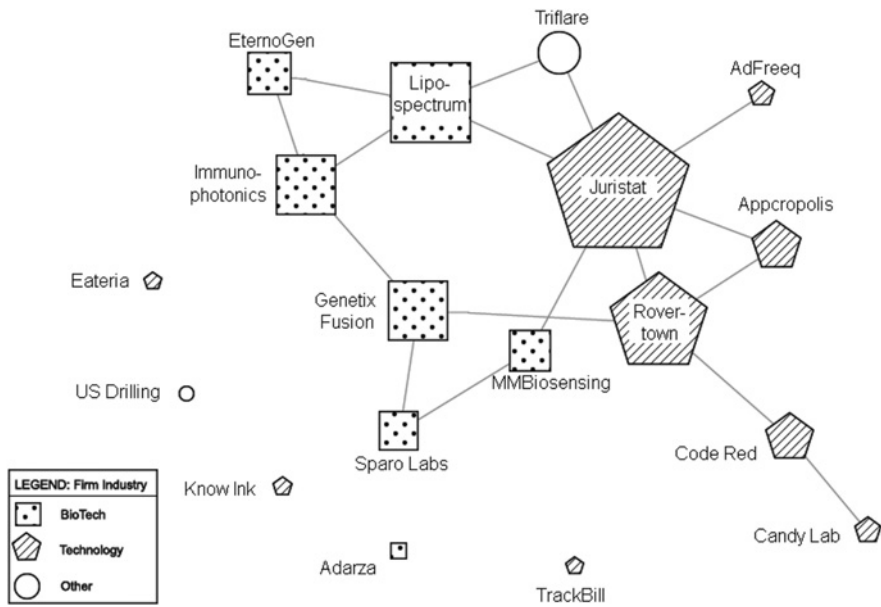 Triflare
EternoGen
AdFreeq
Lipo-
spectrum
Immuno-
photonics
Juristat
Appcropolis
Eateria
Genetix
Fusion
Rover-
town
US Drilling
MMBiosensing
Code Red
Sparo Labs
LEGEND: Firm Industry
BioTech
Technology
Other
Know Ink
Candy Lab
Adarza
TrackBill